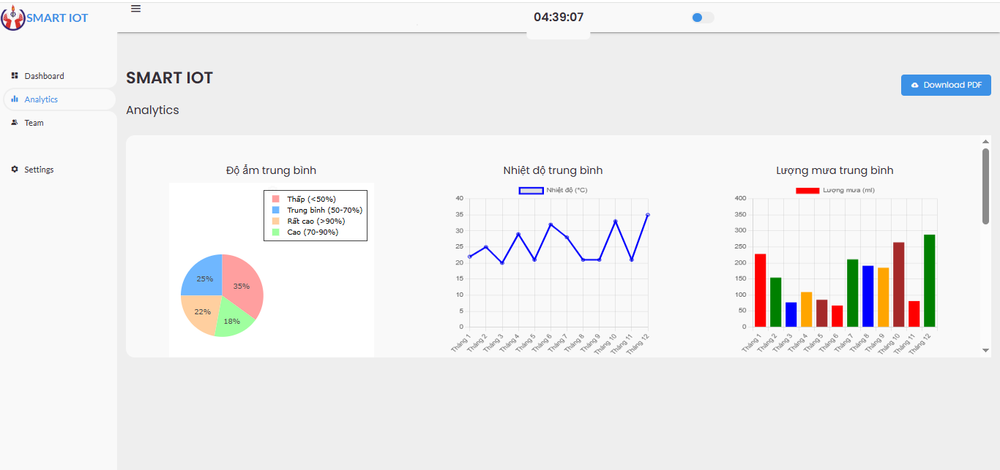 SMART IOT
04:39:07
Dashboard
Analytics
Team
Settings
SMART IOT
Download PDF
Analytics
Độ ẩm trung bình
Thấp (<50%)
Trung bình (50-70%)
Rất cao (>90%)
Cao (70-90%)
25%
35%
22%
18%
Nhiệt độ trung bình
Nhiệt độ (°C)
40
35
30
25
20
15
10
5
0
Tháng 1
Tháng 2
Tháng 3
Tháng 4
Tháng 5
Tháng 6
Tháng 7
Tháng 8
Tháng 9
Tháng 10
Tháng 11
Tháng 12
Lượng mưa trung bình
Lượng mưa (ml)
400
350
300
250
200
150
100
50
0
Tháng 1
Tháng 2
Tháng 3
Tháng 4
Tháng 5
Tháng 6
Tháng 7
Tháng 8
Tháng 9
Tháng 10
Tháng 11
Tháng 12